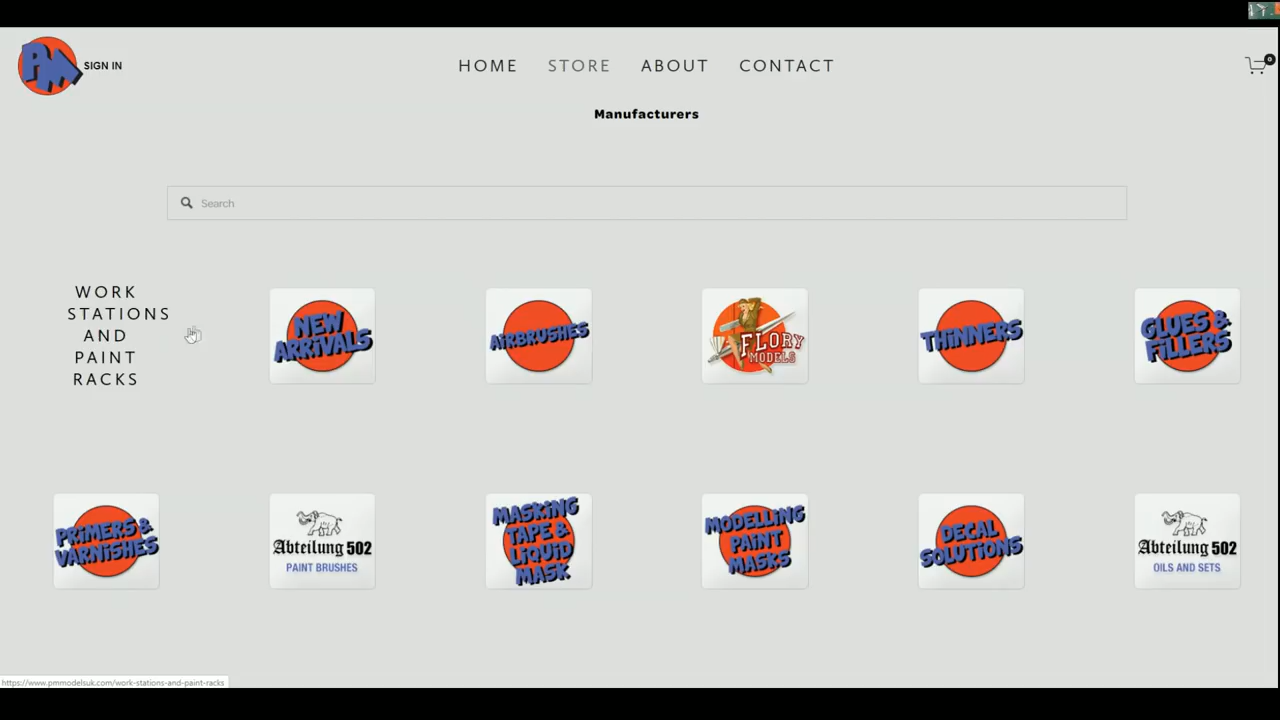 PM
SIGN IN
HOME
STORE
ABOUT
CONTACT
0
Manufacturers
Search
WORK
STATIONS
AND
PAINT
RACKS
NEW
ARRIVALS
AIRBRUSHES
FLORY
MODELS
THINNERS
GLUES &
FILLERS
PRIMERS &
VARNISHES
Abteilung 502
PAINT BRUSHES
MASKING
TAPE &
LIQUID
MASK
MODELLING
PAINT
MASKS
DECAL
SOLUTIONS
Abteilung 502
OILS AND SETS
https://www.pmmodelsuk.com/work-stations-and-paint-racks